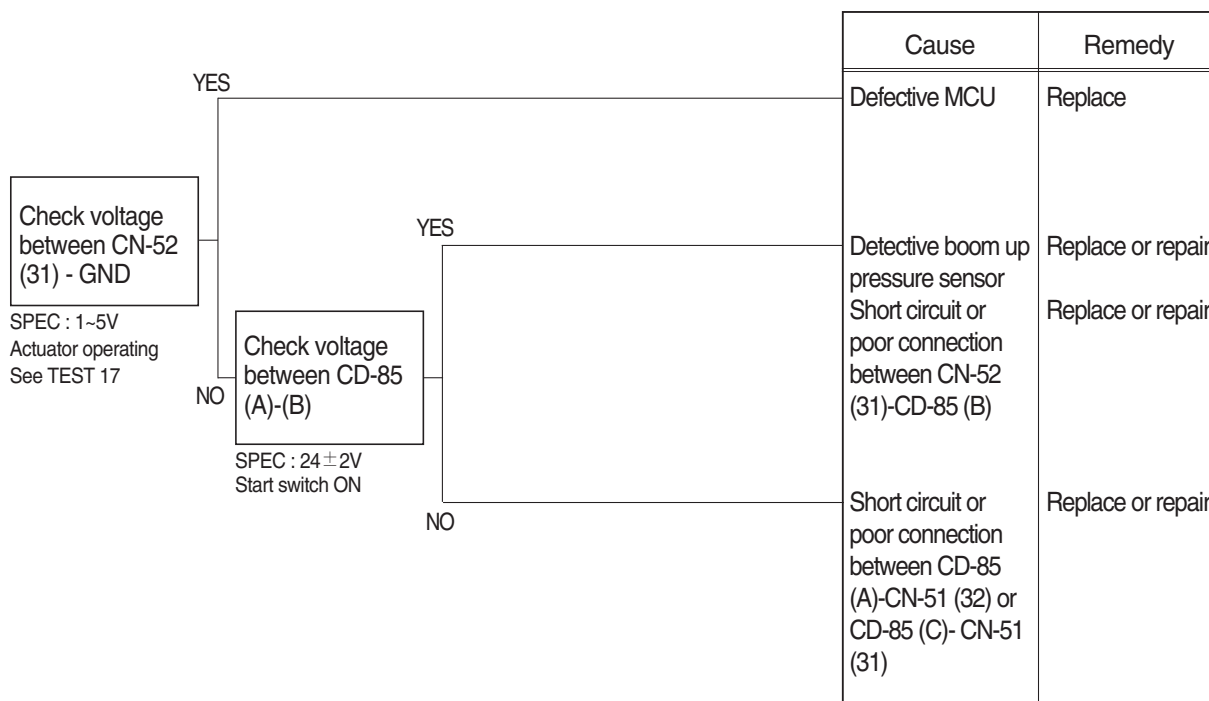 Cause Remedy
YES
Defective MCU Replace
Check voltage
between CN-52
(31) - GND
SPEC : 1~5V
Actuator operating
See TEST 17
NO
Check voltage
between CD-85
(A)-(B)
SPEC : 24±2V
Start switch ON
YES
Detective boom up Replace or repair
pressure sensor
Short circuit or Replace or repair
poor connection
between CN-52
(31)-CD-85 (B)
NO
Short circuit or Replace or repair
poor connection
between CD-85
(A)-CN-51 (32) or
CD-85 (C)- CN-51
(31)